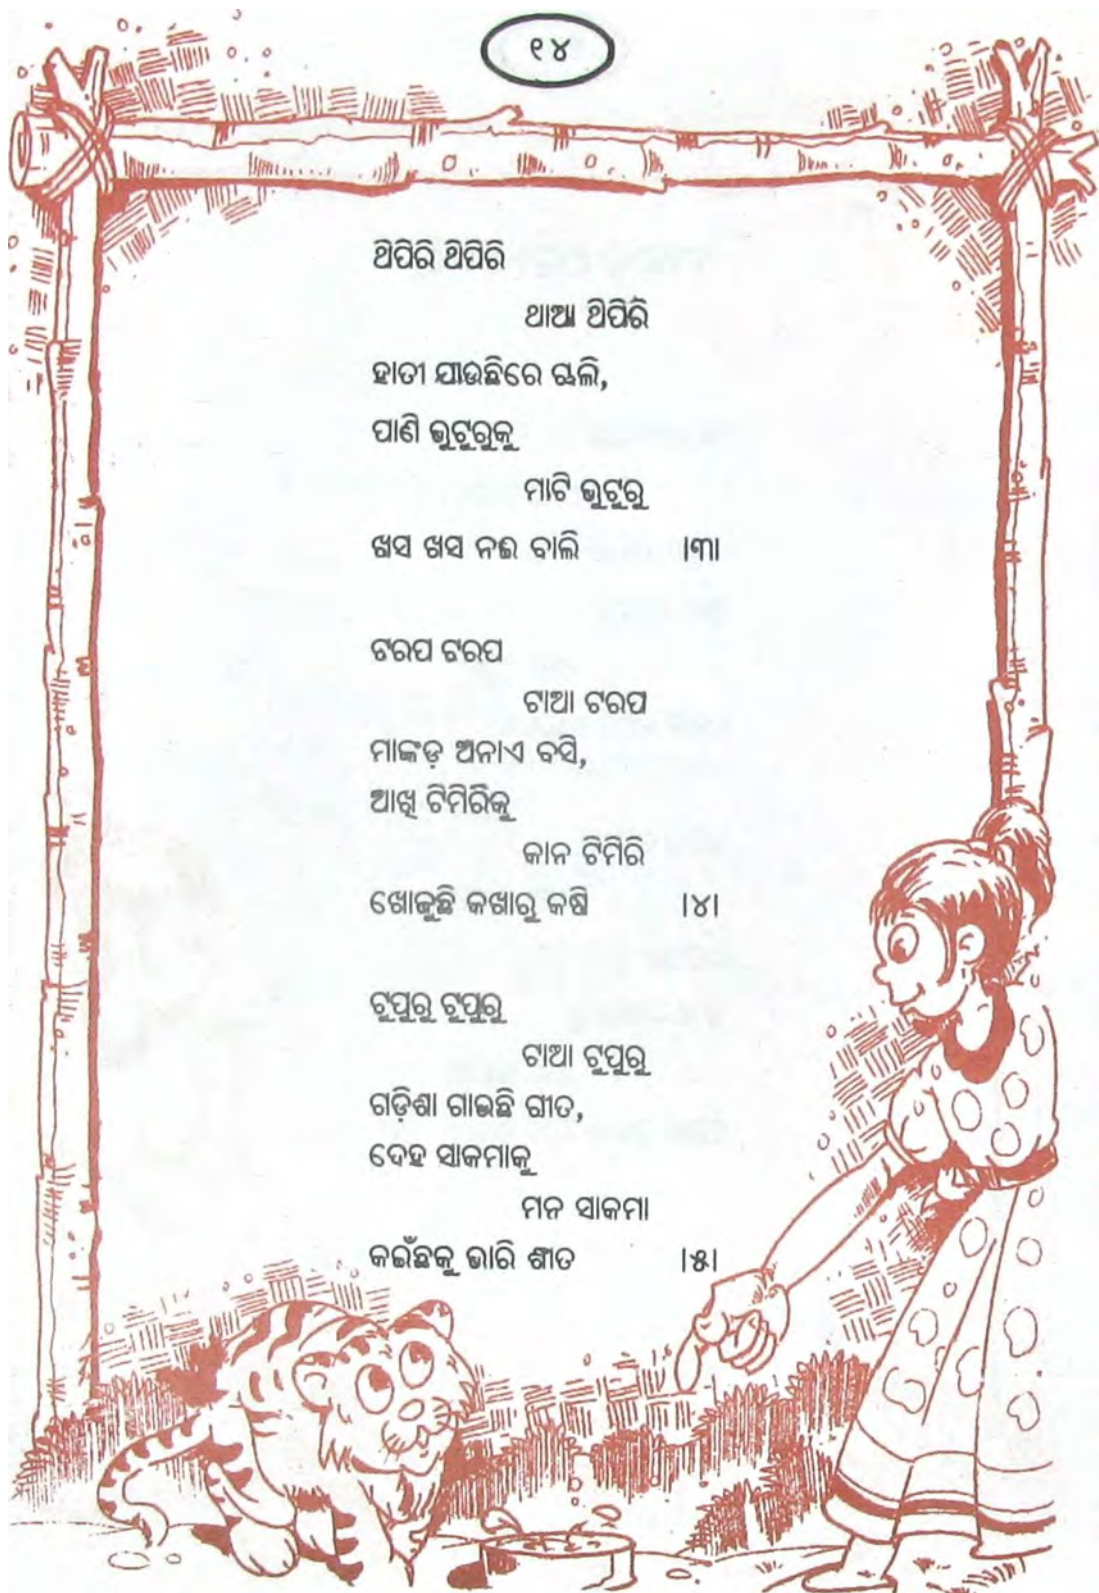 ୧୪
ଥିପିରି ଥିପିରି
ଥାଆ ଥିପିରି
ହାତୀ ଯାଉଛିରେ ଚାଲି,
ପାଣି ଭୁଟୁରୁକୁ
ମାଟି ଭୁଟୁରୁ
ଖସ ଖସ ନଈ ବାଲି ।୩।
ଟରପ ଟରପ
ଟାଆ ଟରପ
ମାଙ୍କଡ଼ ଅନାଏ ବସି,
ଆଖି ଟିମିରିକୁ
କାନ ଟିମିରି
ଖୋଜୁଛି କଖାରୁ କଷି ।୪।
ଟୁପୁରୁ ଟୁପୁରୁ
ଟାଆ ଟୁପୁରୁ
ଗଡ଼ିଶା ଗାଉଛି ଗୀତ,
ଦେହ ସାକମାକୁ
ମନ ସାକମା
କଇଁଛକୁ ଭାରି ଶୀତ ।୫।